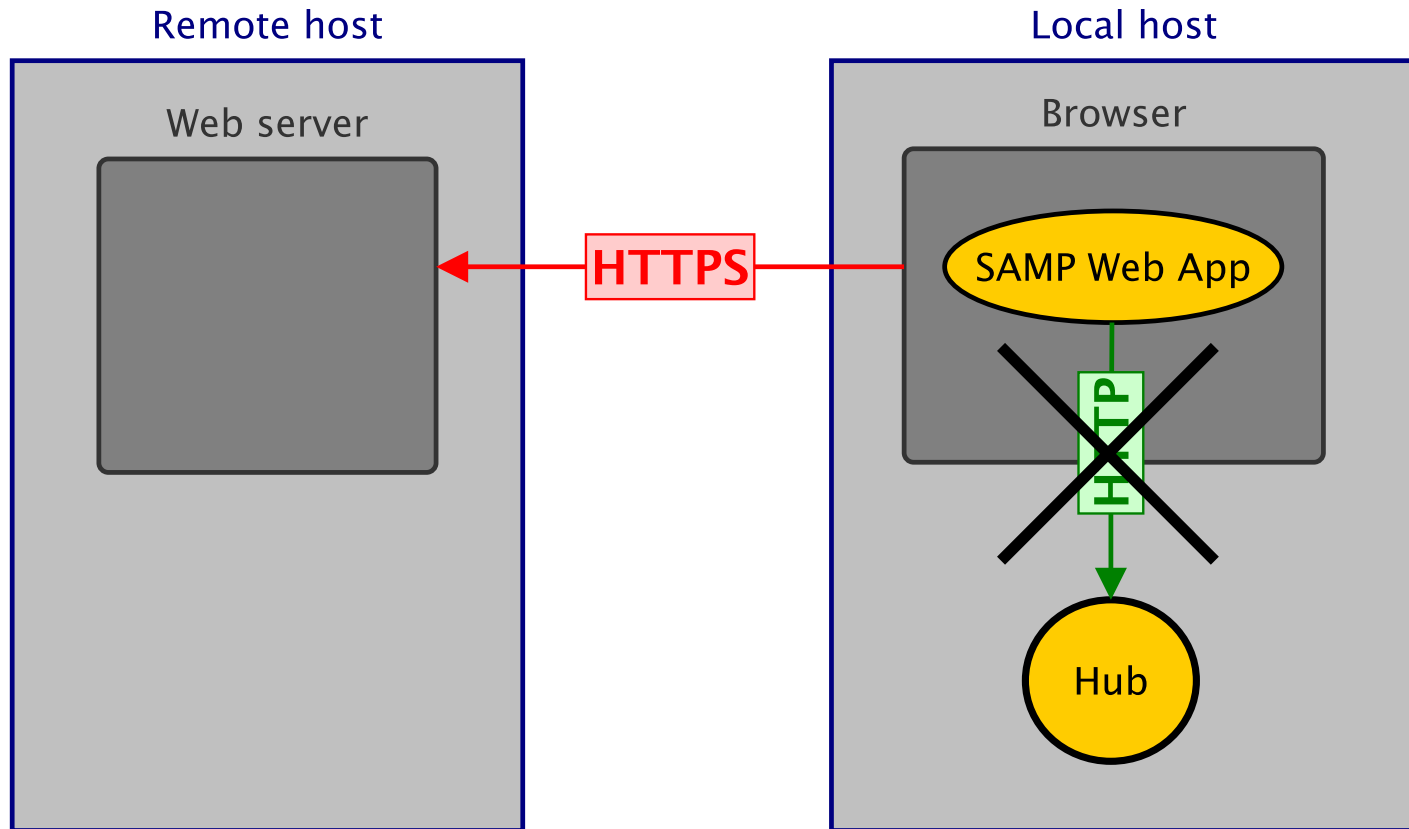 Remote host
Local host
Web server
Browser
HTTPS
SAMP Web App
HTTP
Hub